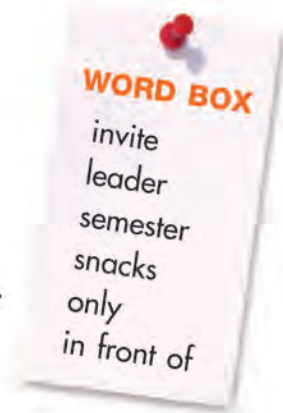 WORD BOX
invite
leader
semester
snacks
only
in front of